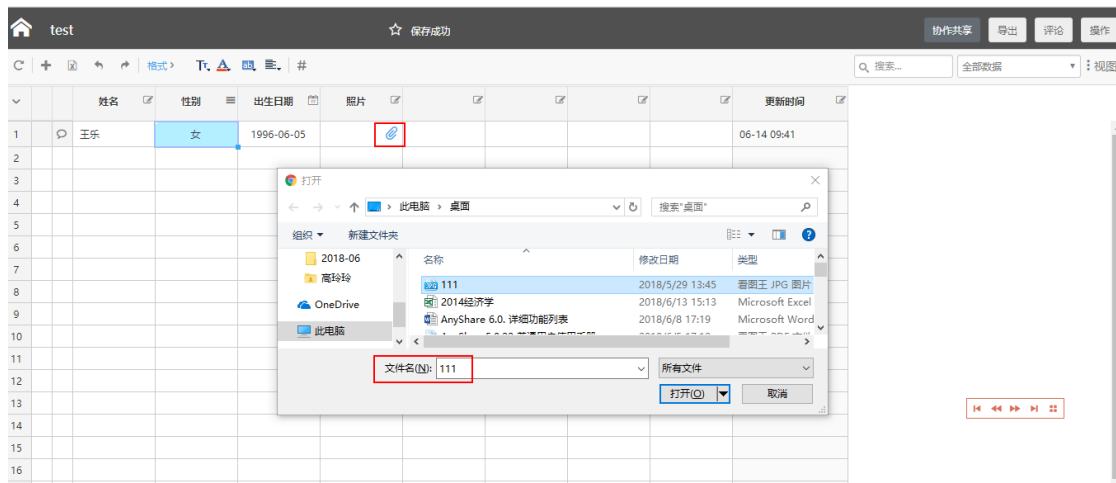 test
保存成功
协作共享 导出 评论 操作
格式 搜索... 全部数据 视图
姓名 性别 出生日期 照片 更新时间
1 王乐 女 1996-06-05 06-14 09:41
2
3
4
5
6
7
8
9
10
11
12
13
14
15
16
打开
此电脑 › 桌面 搜索"桌面"
组织 新建文件夹
2018-06
高玲玲
OneDrive
此电脑
名称 修改日期 类型
111 2018/5/29 13:45 看图王 JPG 图片
2014经济学 2018/6/13 15:13 Microsoft Excel
AnyShare 6.0. 详细功能列表 2018/6/8 17:19 Microsoft Word
文件名(N): 111 所有文件
打开(O) 取消